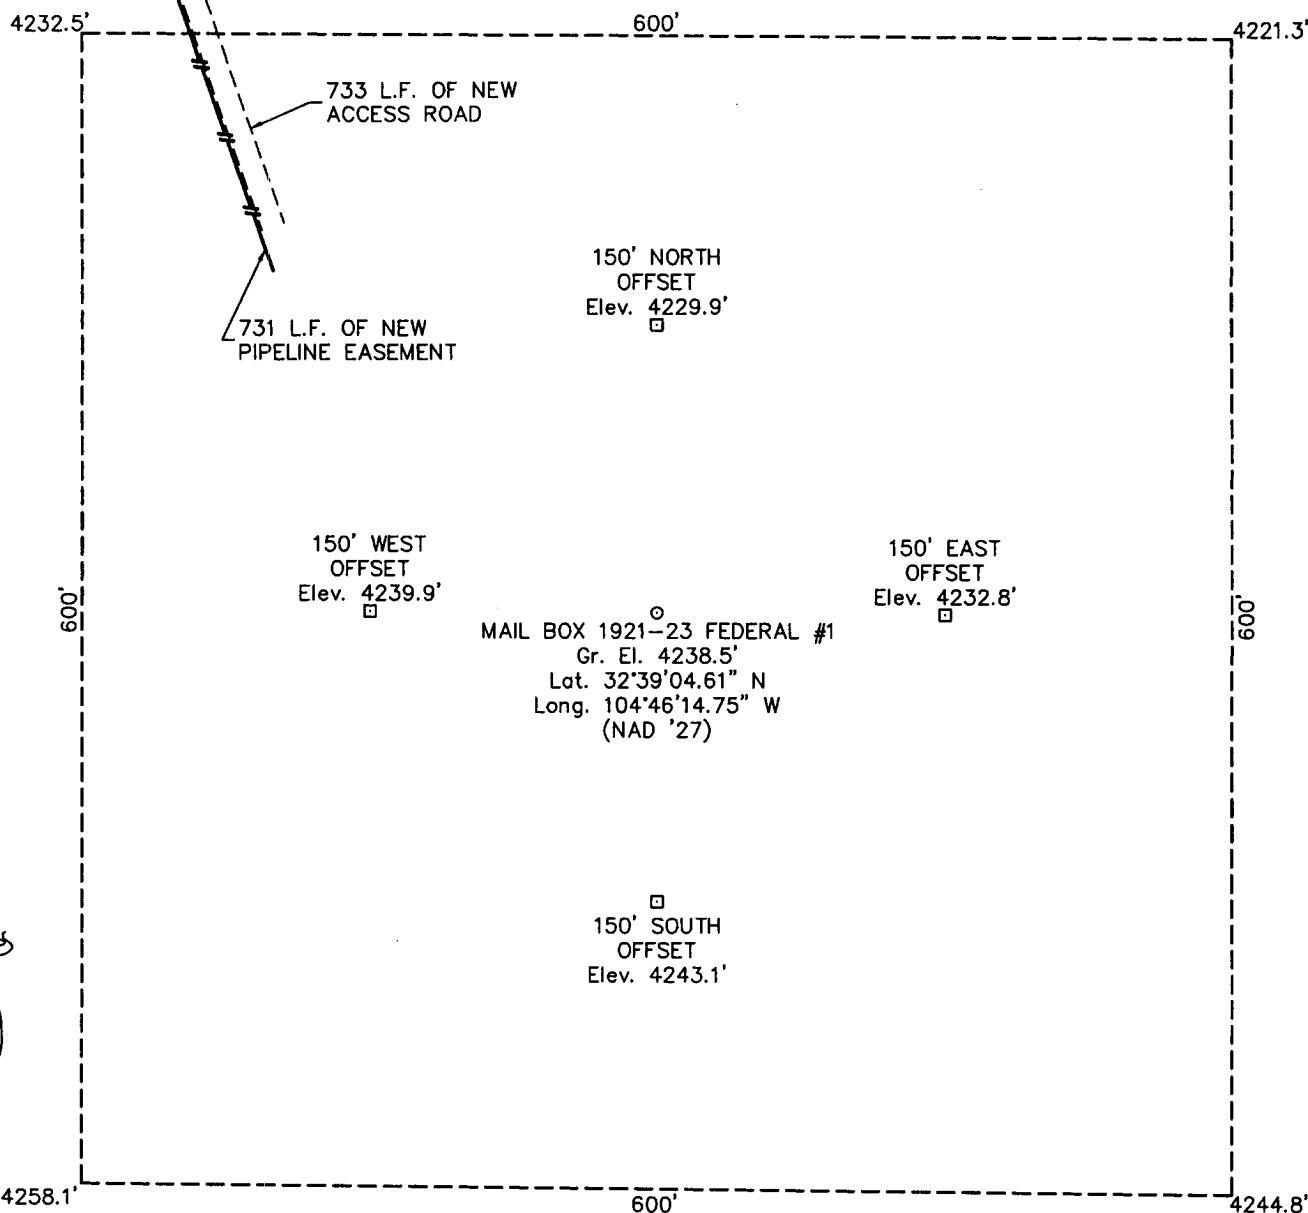 4232.5'
600'
4221.3'
733 L.F. OF NEW
ACCESS ROAD
150' NORTH
OFFSET
Elev. 4229.9'
731 L.F. OF NEW
PIPELINE EASEMENT
150' WEST
OFFSET
Elev. 4239.9'
150' EAST
OFFSET
Elev. 4232.8'
600'
600'
MAIL BOX 1921-23 FEDERAL #1
Gr. El. 4238.5'
Lat. 32°39'04.61" N
Long. 104°46'14.75" W
(NAD '27)
150' SOUTH
OFFSET
Elev. 4243.1'
4258.1'
600'
4244.8'